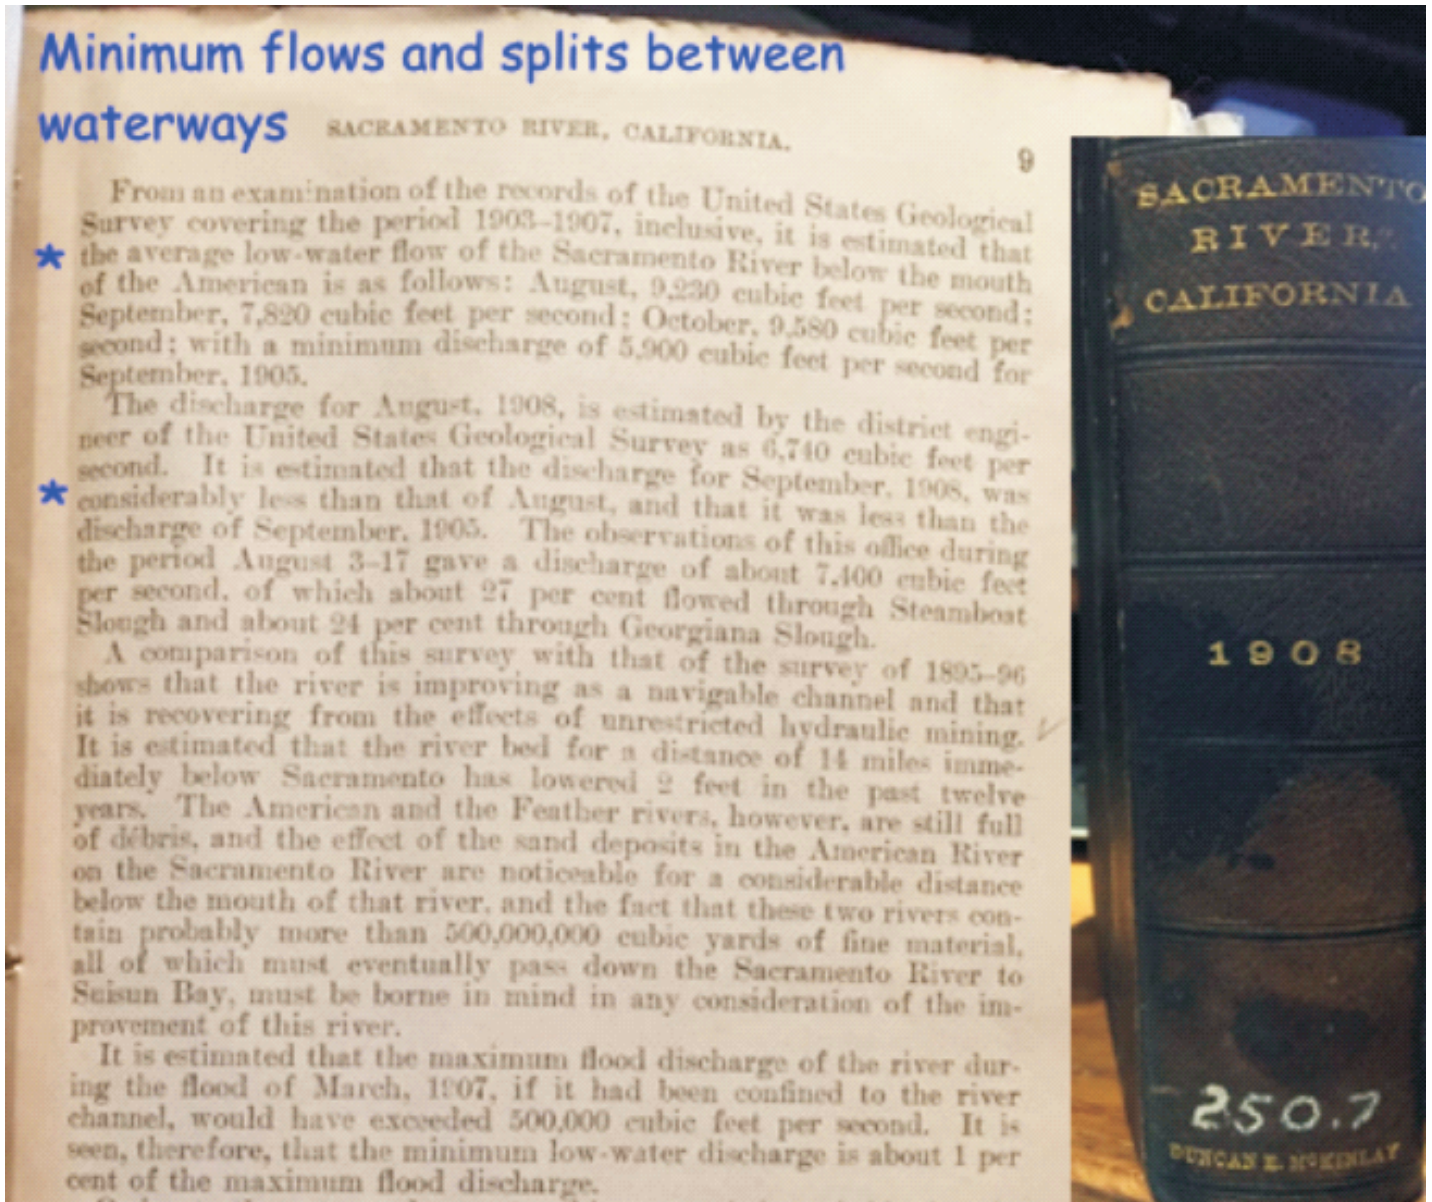 Minimum flows and splits between
waterways
SACRAMENTO RIVER, CALIFORNIA.
9
From an examination of the records of the United States Geological
Survey covering the period 1903–1907, inclusive, it is estimated that
* the average low-water flow of the Sacramento River below the mouth
of the American is as follows: August, 9,230 cubic feet per second;
September, 7,820 cubic feet per second; October, 9,580 cubic feet per
second; with a minimum discharge of 5,900 cubic feet per second for
September, 1905.
The discharge for August, 1908, is estimated by the district engi-
neer of the United States Geological Survey as 6,740 cubic feet per
second. It is estimated that the discharge for September, 1908, was
* considerably less than that of August, and that it was less than the
discharge of September, 1905. The observations of this office during
the period August 3–17 gave a discharge of about 7,400 cubic feet
per second, of which about 27 per cent flowed through Steamboat
Slough and about 24 per cent through Georgiana Slough.
A comparison of this survey with that of the survey of 1895–96
shows that the river is improving as a navigable channel and that
it is recovering from the effects of unrestricted hydraulic mining.
It is estimated that the river bed for a distance of 14 miles imme-
diately below Sacramento has lowered 2 feet in the past twelve
years. The American and the Feather rivers, however, are still full
of débris, and the effect of the sand deposits in the American River
on the Sacramento River are noticeable for a considerable distance
below the mouth of that river, and the fact that these two rivers con-
tain probably more than 500,000,000 cubic yards of fine material,
all of which must eventually pass down the Sacramento River to
Suisun Bay, must be borne in mind in any consideration of the im-
provement of this river.
It is estimated that the maximum flood discharge of the river dur-
ing the flood of March, 1907, if it had been confined to the river
channel, would have exceeded 500,000 cubic feet per second. It is
seen, therefore, that the minimum low-water discharge is about 1 per
cent of the maximum flood discharge.
SACRAMENTO
RIVER,
CALIFORNIA
1908
250.7
DUNCAN E. McKINLAY